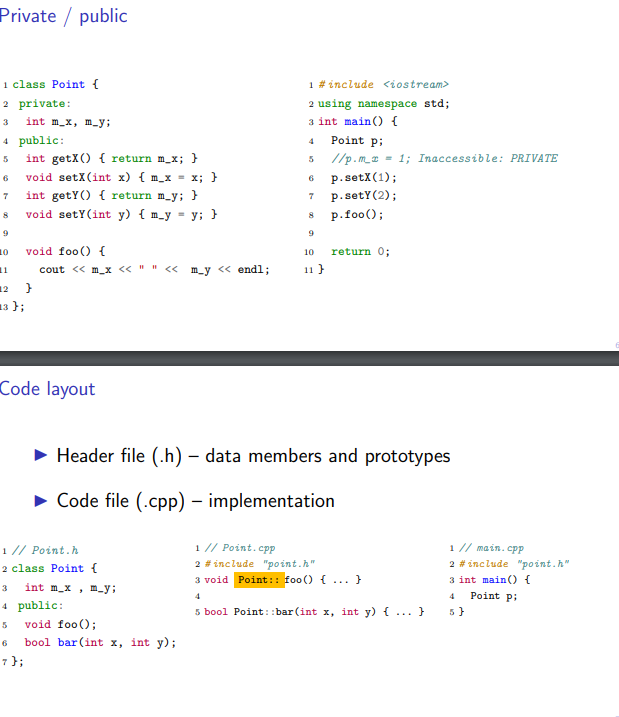 Private / public
1 class Point {
2 private:
3 int m_x, m_y;
4 public:
5 int getX() { return m_x; }
6 void setX(int x) { m_x = x; }
7 int getY() { return m_y; }
8 void setY(int y) { m_y = y; }
9
10 void foo() {
11 cout << m_x << " " << m_y << endl;
12 }
13 };
1 #include <iostream>
2 using namespace std;
3 int main() {
4 Point p;
5 //p.m_x = 1; Inaccessible: PRIVATE
6 p.setX(1);
7 p.setY(2);
8 p.foo();
9
10 return 0;
11 }
Code layout
▶ Header file (.h) – data members and prototypes
▶ Code file (.cpp) – implementation
1 // Point.h
2 class Point {
3 int m_x , m_y;
4 public:
5 void foo();
6 bool bar(int x, int y);
7 };
1 // Point.cpp
2 #include "point.h"
3 void Point:: foo() { ... }
4
5 bool Point::bar(int x, int y) { ... }
1 // main.cpp
2 #include "point.h"
3 int main() {
4 Point p;
5 }